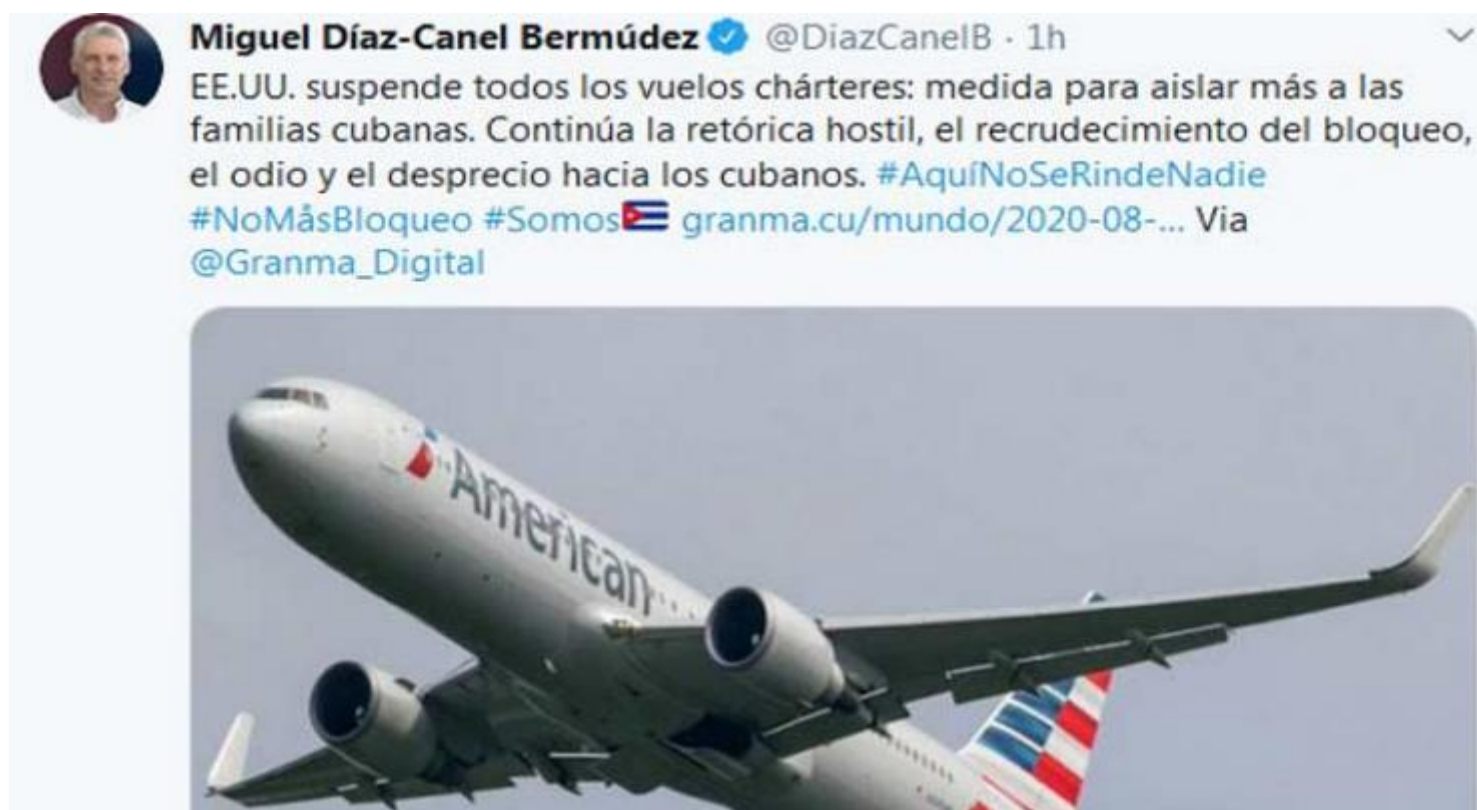 Miguel Díaz-Canel Bermúdez @DiazCanelB · 1h
EE.UU. suspende todos los vuelos chárteres: medida para aislar más a las
familias cubanas. Continúa la retórica hostil, el recrudecimiento del bloqueo,
el odio y el desprecio hacia los cubanos. #AquíNoSeRindeNadie
#NoMåsBloqueo #Somos🇨🇺 granma.cu/mundo/2020-08-... Via
@Granma_Digital
American